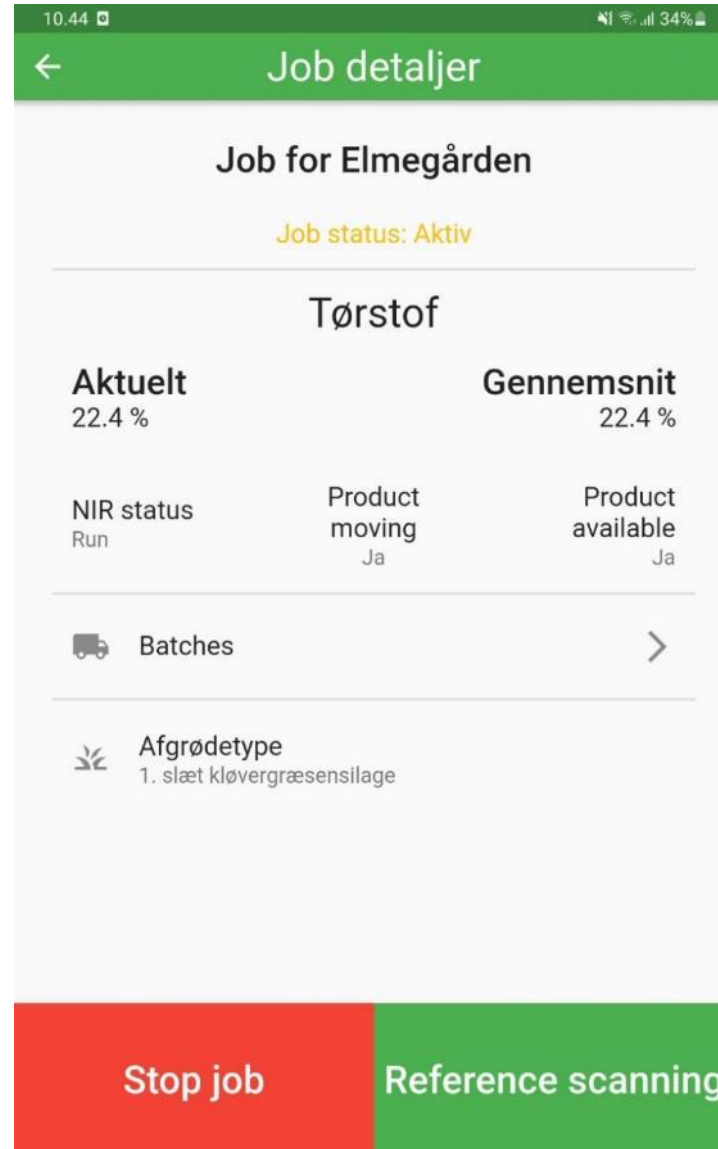 10.44 34%
Job detaljer
Job for Elmegården
Job status: Aktiv
Tørstof
Aktuelt Gennemsnit
22.4 % 22.4 %
NIR status
Run
Product
moving
Ja
Product
available
Ja
Batches
Afgrødetype
1. slæt kløvergræsensilage
Stop job Reference scanning